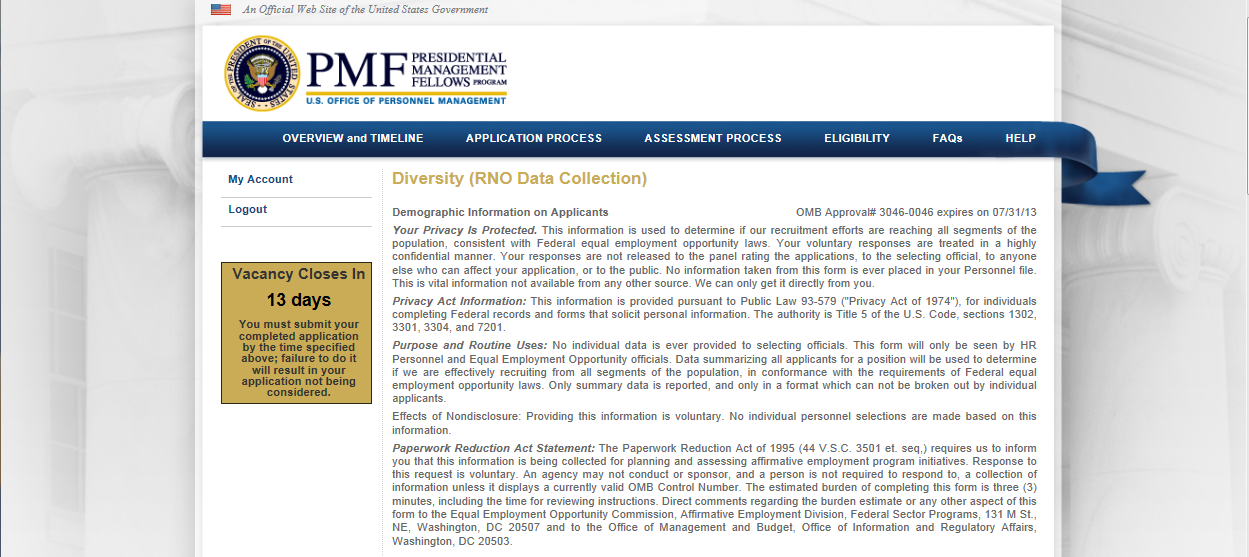 An Official Web Site of the United States Government
PMF PRESIDENTIAL
MANAGEMENT
FELLOWS PROGRAM
U.S. OFFICE OF PERSONNEL MANAGEMENT
SEAL OF THE PRESIDENT OF THE UNITED STATES
OVERVIEW and TIMELINE APPLICATION PROCESS ASSESSMENT PROCESS ELIGIBILITY FAQs HELP
My Account
Logout
Vacancy Closes In
13 days
You must submit your
completed application
by the time specified
above; failure to do it
will result in your
application not being
considered.
Diversity (RNO Data Collection)
Demographic Information on Applicants OMB Approval# 3046-0046 expires on 07/31/13
Your Privacy Is Protected. This information is used to determine if our recruitment efforts are reaching all segments of the
population, consistent with Federal equal employment opportunity laws. Your voluntary responses are treated in a highly
confidential manner. Your responses are not released to the panel rating the applications, to the selecting official, to anyone
else who can affect your application, or to the public. No information taken from this form is ever placed in your Personnel file.
This is vital information not available from any other source. We can only get it directly from you.
Privacy Act Information: This information is provided pursuant to Public Law 93-579 ("Privacy Act of 1974"), for individuals
completing Federal records and forms that solicit personal information. The authority is Title 5 of the U.S. Code, sections 1302,
3301, 3304, and 7201.
Purpose and Routine Uses: No individual data is ever provided to selecting officials. This form will only be seen by HR
Personnel and Equal Employment Opportunity officials. Data summarizing all applicants for a position will be used to determine
if we are effectively recruiting from all segments of the population, in conformance with the requirements of Federal equal
employment opportunity laws. Only summary data is reported, and only in a format which can not be broken out by individual
applicants.
Effects of Nondisclosure: Providing this information is voluntary. No individual personnel selections are made based on this
information.
Paperwork Reduction Act Statement: The Paperwork Reduction Act of 1995 (44 V.S.C. 3501 et. seq,) requires us to inform
you that this information is being collected for planning and assessing affirmative employment program initiatives. Response to
this request is voluntary. An agency may not conduct or sponsor, and a person is not required to respond to, a collection of
information unless it displays a currently valid OMB Control Number. The estimated burden of completing this form is three (3)
minutes, including the time for reviewing instructions. Direct comments regarding the burden estimate or any other aspect of this
form to the Equal Employment Opportunity Commission, Affirmative Employment Division, Federal Sector Programs, 131 M St.,
NE, Washington, DC 20507 and to the Office of Management and Budget, Office of Information and Regulatory Affairs,
Washington, DC 20503.